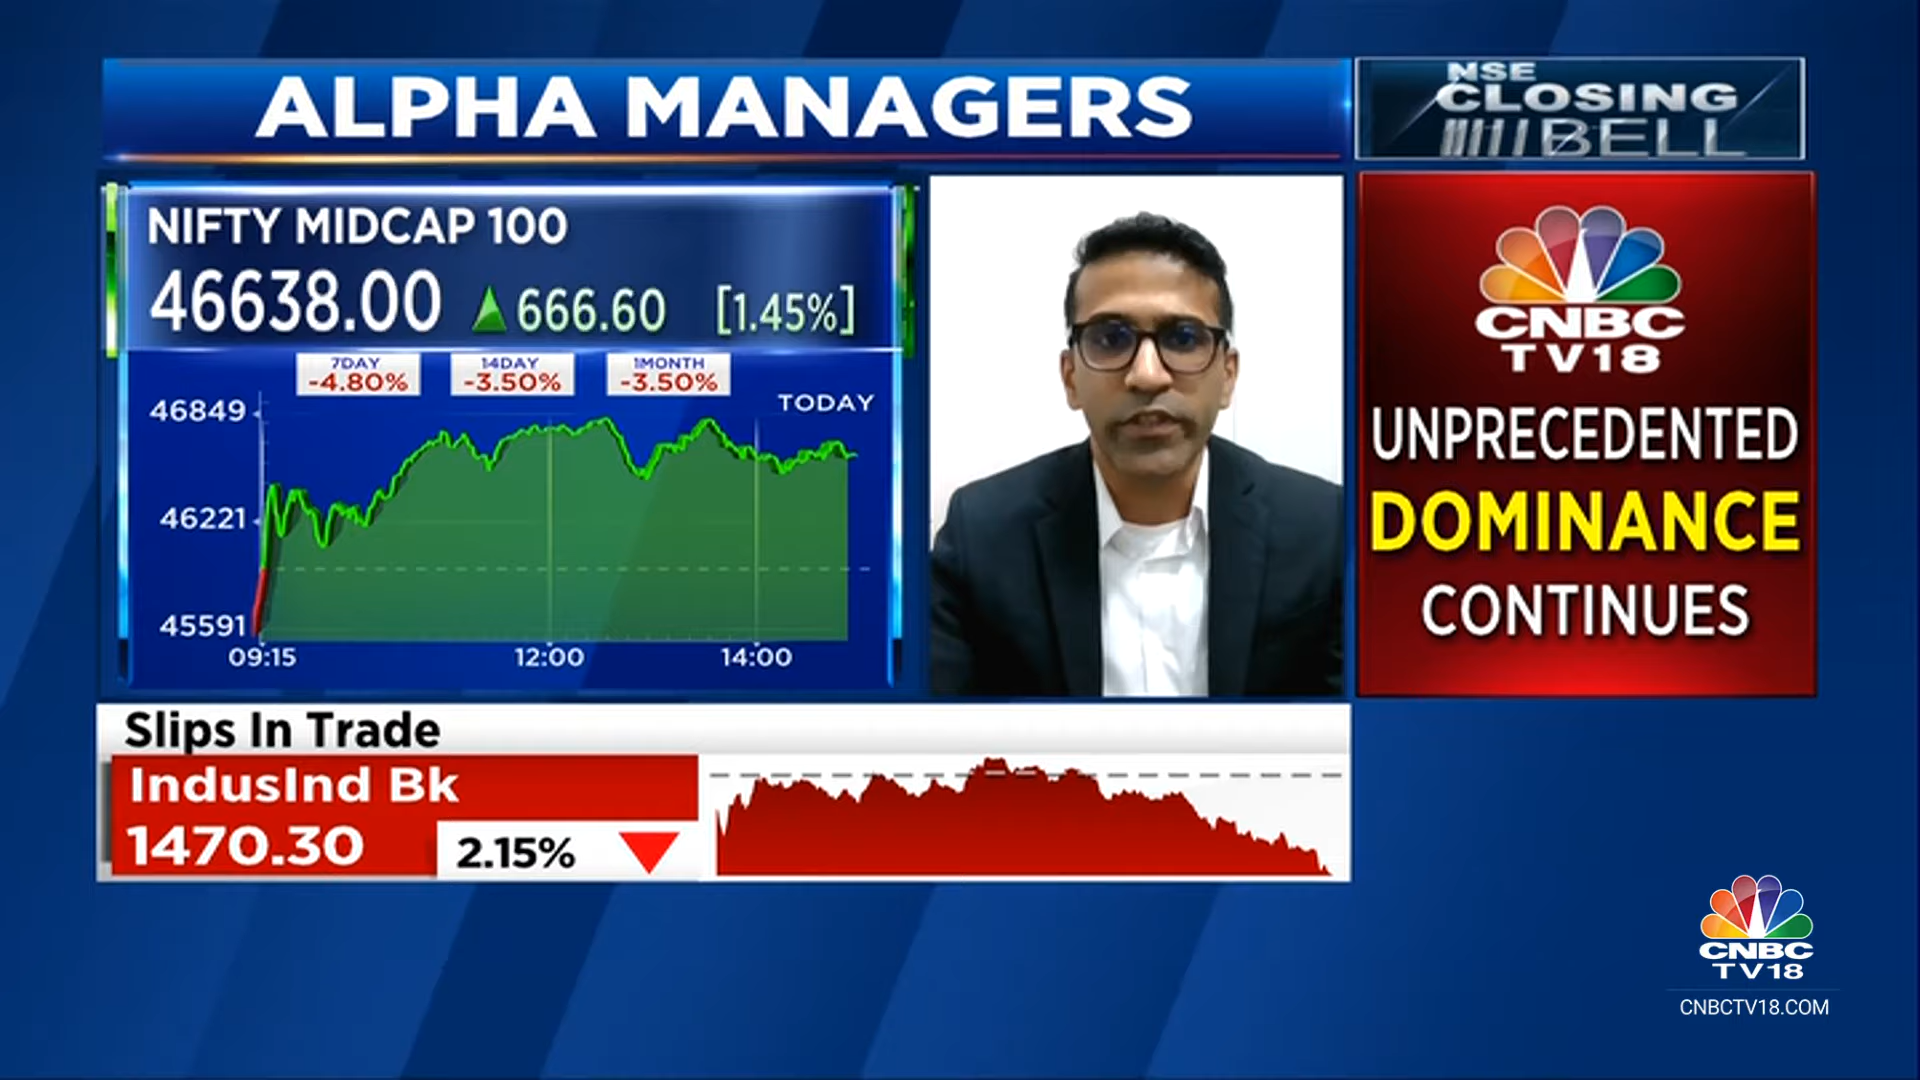 ALPHA MANAGERS
NSE
CLOSING
BELL
NIFTY MIDCAP 100
46638.00 ▲ 666.60 [1.45%]
7DAY
-4.80%
14DAY
-3.50%
1MONTH
-3.50%
TODAY
46849
46221
45591
09:15 12:00 14:00
CNBC
TV18
UNPRECEDENTED
DOMINANCE
CONTINUES
Slips In Trade
IndusInd Bk
1470.30 2.15% ▼
CNBC
TV18
CNBCTV18.COM